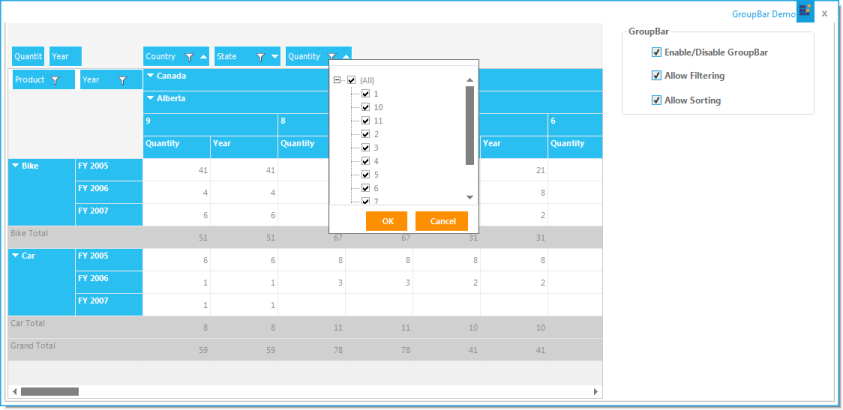 GroupBar Demo x
GroupBar
Enable/Disable GroupBar
Allow Filtering
Allow Sorting
Quantit Year Country State Quantity
Product Year Canada
Alberta
9 8 6
Quantity Year Quantity Year Quantity
(All)
1
10
11
2
3
4
5
6
7
OK Cancel
Bike FY 2005 41 41 21
FY 2006 4 4 8
FY 2007 6 6 2
Bike Total 51 51 67 67 31 31
Car FY 2005 6 6 8 8 8 8
FY 2006 1 1 3 3 2 2
FY 2007 1 1
Car Total 8 8 11 11 10 10
Grand Total 59 59 78 78 41 41